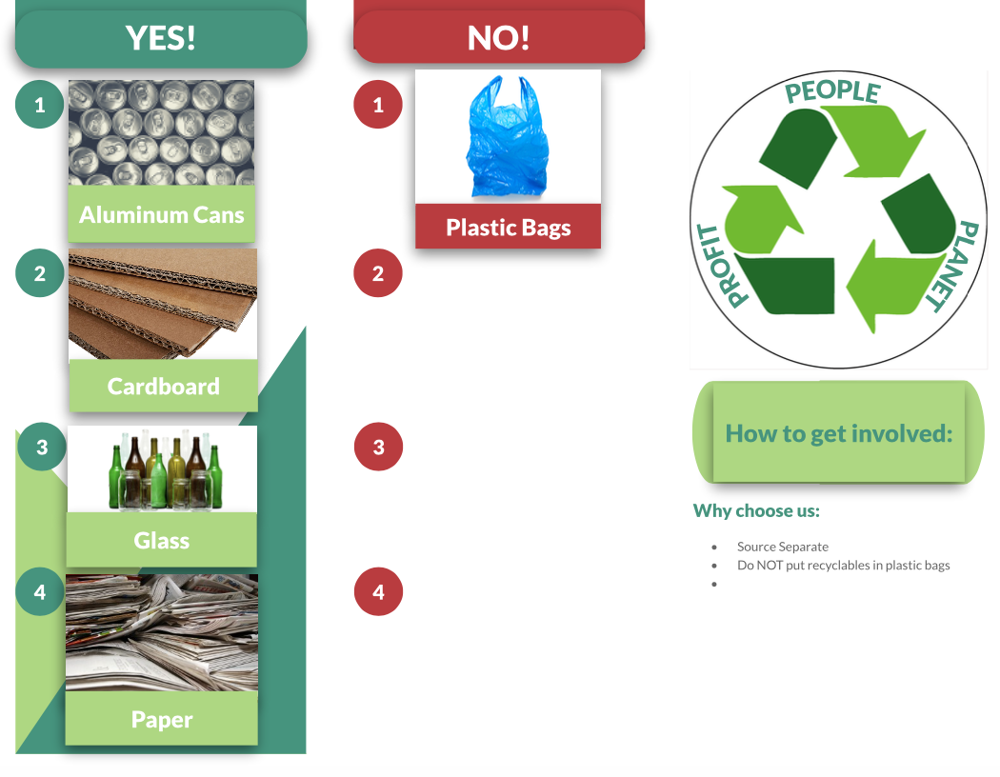 YES!
1
Aluminum Cans
2
Cardboard
3
Glass
4
Paper
NO!
1
Plastic Bags
2
3
4
PEOPLE
PROFIT
PLANET
How to get involved:
Why choose us:
• Source Separate
• Do NOT put recyclables in plastic bags
•